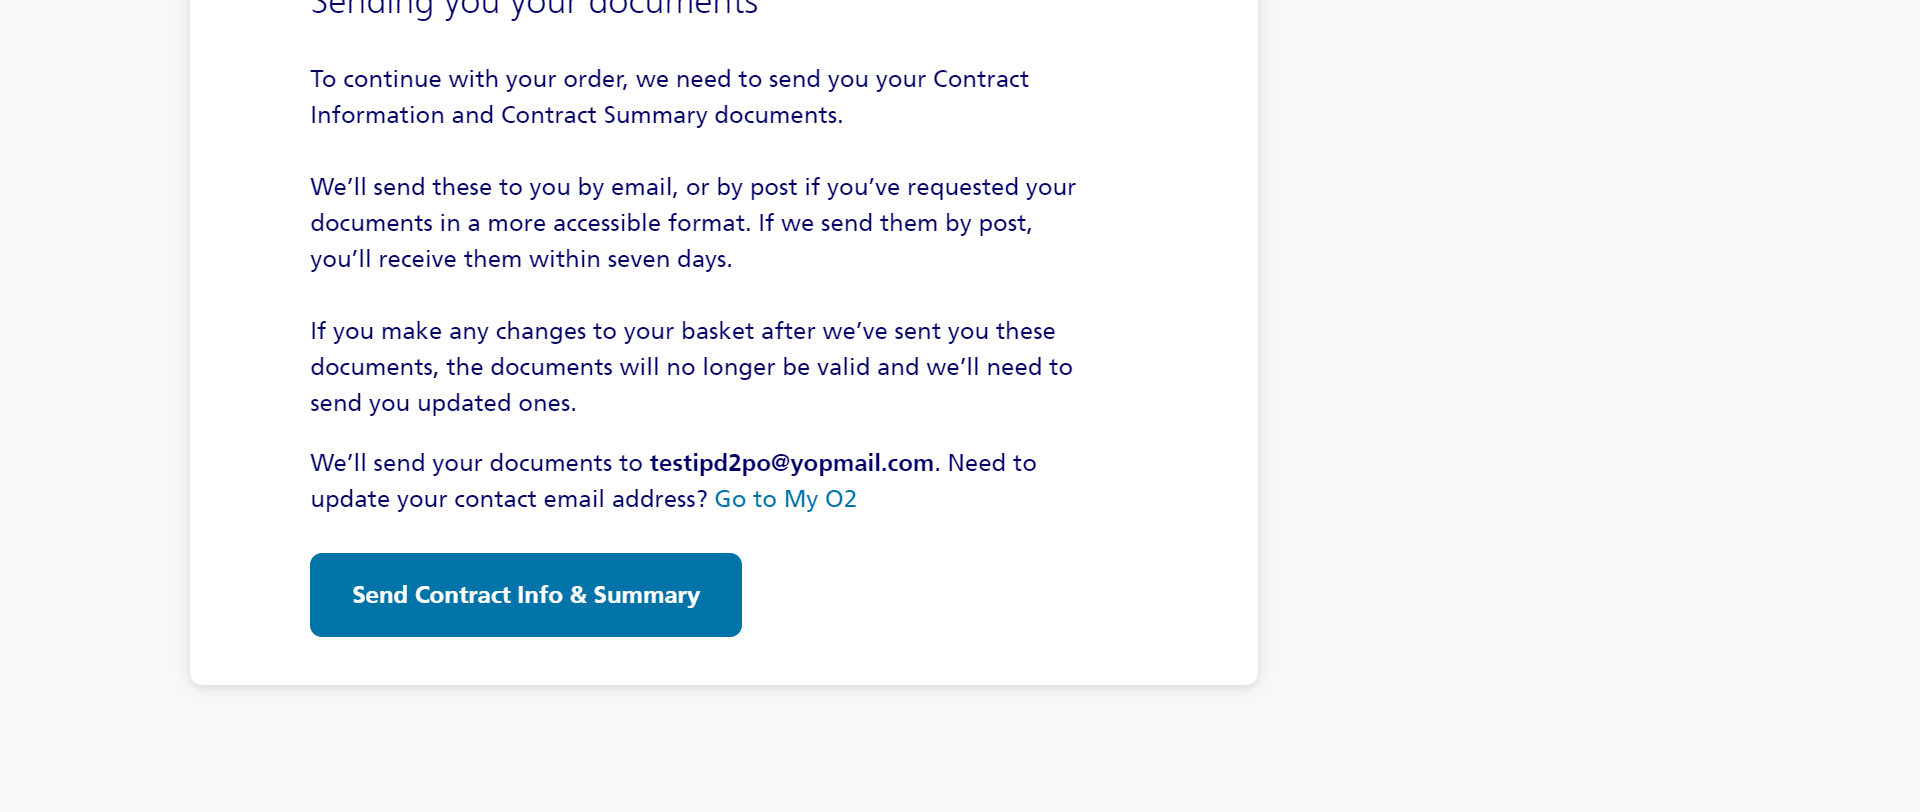 Sending you your documents
To continue with your order, we need to send you your Contract
Information and Contract Summary documents.
We’ll send these to you by email, or by post if you’ve requested your
documents in a more accessible format. If we send them by post,
you’ll receive them within seven days.
If you make any changes to your basket after we’ve sent you these
documents, the documents will no longer be valid and we’ll need to
send you updated ones.
We’ll send your documents to testipd2po@yopmail.com. Need to
update your contact email address? Go to My O2
Send Contract Info & Summary